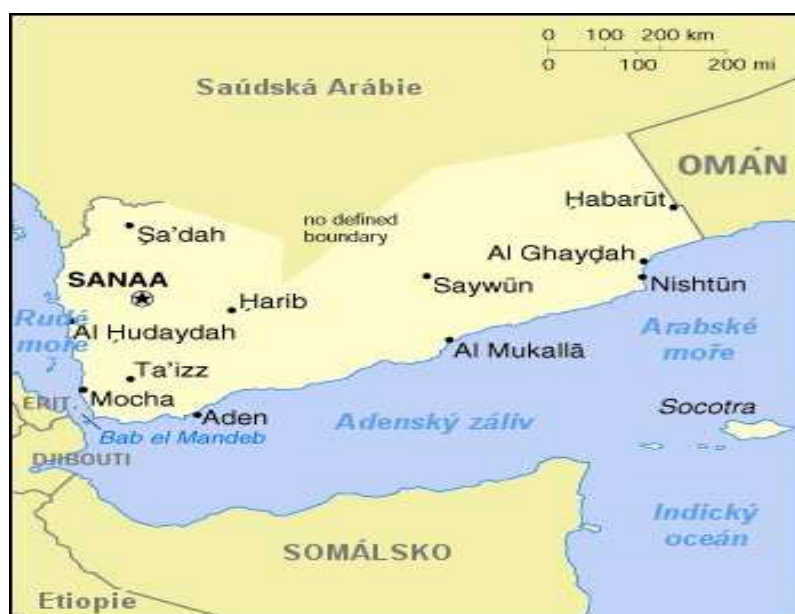 0 100 200 km
0 100 200 mi
Saúdská Arábie
OMÁN
Ḥabarūt
no defined
boundary
Ṣa'dah
Al Ghayḍah
SANAA
Saywūn
Nishtūn
Ḥarib
Rudé
moře
Al Ḥudaydah
Arabské
moře
Al Mukallā
Ta'izz
Mocha
ERIT.
Aden
Socotra
Adenský záliv
Bab el Mandeb
DJIBOUTI
Indický
oceán
SOMÁLSKO
Etiopie